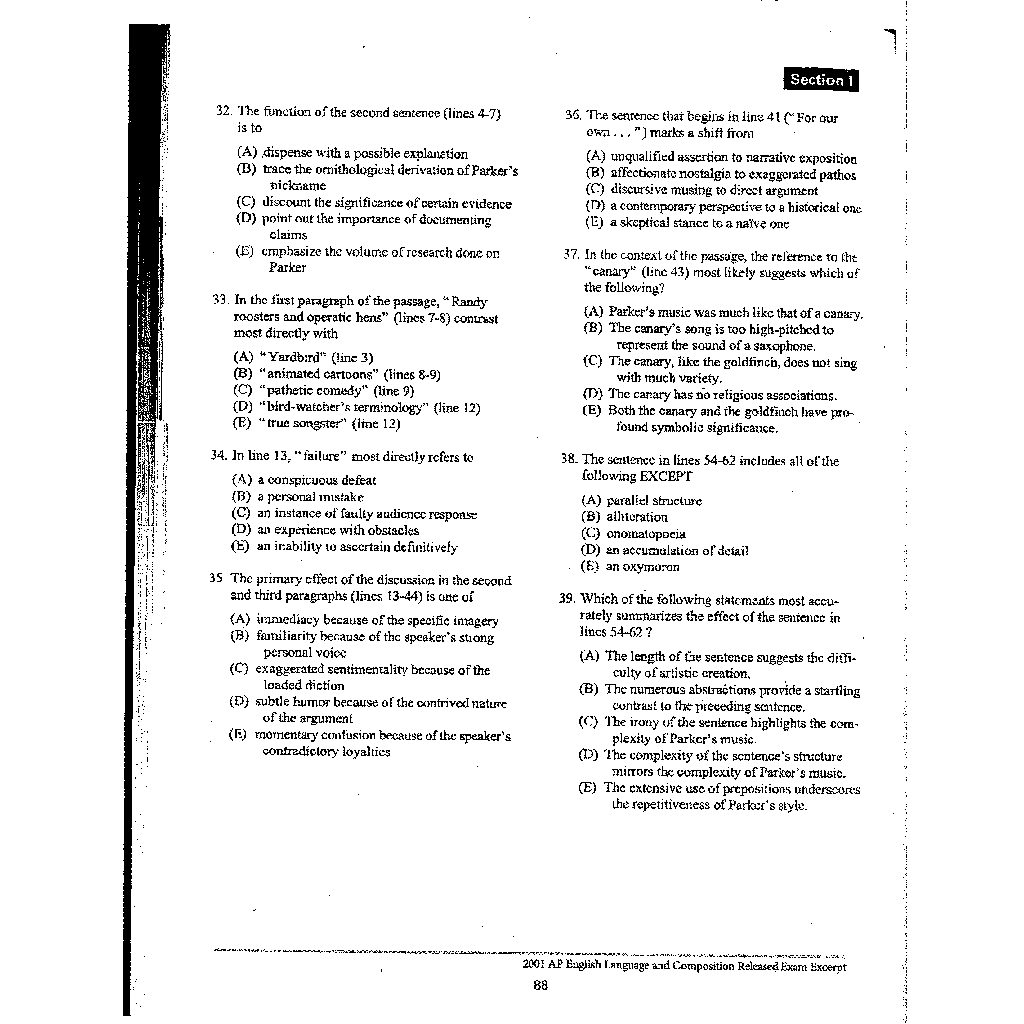 Section I
32. The function of the second sentence (lines 4-7)
is to
(A) dispense with a possible explanation
(B) trace the ornithological derivation of Parker's
nickname
(C) discount the significance of certain evidence
(D) point out the importance of documenting
claims
(E) emphasize the volume of research done on
Parker
33. In the first paragraph of the passage, "Randy
roosters and operatic hens" (lines 7-8) contrast
most directly with
(A) "Yardbird" (line 3)
(B) "animated cartoons" (lines 8-9)
(C) "pathetic comedy" (line 9)
(D) "bird-watcher's terminology" (line 12)
(E) "true songster" (line 12)
34. In line 13, "failure" most directly refers to
(A) a conspicuous defeat
(B) a personal mistake
(C) an instance of faulty audience response
(D) an experience with obstacles
(E) an inability to ascertain definitively
35 The primary effect of the discussion in the second
and third paragraphs (lines 13-44) is one of
(A) immediacy because of the specific imagery
(B) familiarity because of the speaker's strong
personal voice
(C) exaggerated sentimentality because of the
loaded diction
(D) subtle humor because of the contrived nature
of the argument
(E) momentary confusion because of the speaker's
contradictory loyalties
36. The sentence that begins in line 41 ("For our
own . . . ") marks a shift from
(A) unqualified assertion to narrative exposition
(B) affectionate nostalgia to exaggerated pathos
(C) discursive musing to direct argument
(D) a contemporary perspective to a historical one
(E) a skeptical stance to a naïve one
37. In the context of the passage, the reference to the
"canary" (line 43) most likely suggests which of
the following?
(A) Parker's music was much like that of a canary.
(B) The canary's song is too high-pitched to
represent the sound of a saxophone.
(C) The canary, like the goldfinch, does not sing
with much variety.
(D) The canary has no religious associations.
(E) Both the canary and the goldfinch have pro-
found symbolic significance.
38. The sentence in lines 54-62 includes all of the
following EXCEPT
(A) parallel structure
(B) alliteration
(C) onomatopoeia
(D) an accumulation of detail
(E) an oxymoron
39. Which of the following statements most accu-
rately summarizes the effect of the sentence in
lines 54-62 ?
(A) The length of the sentence suggests the diffi-
culty of artistic creation.
(B) The numerous abstractions provide a startling
contrast to the preceding sentence.
(C) The irony of the sentence highlights the com-
plexity of Parker's music.
(D) The complexity of the sentence's structure
mirrors the complexity of Parker's music.
(E) The extensive use of prepositions underscores
the repetitiveness of Parker's style.
2001 AP English Language and Composition Released Exam Excerpt
88